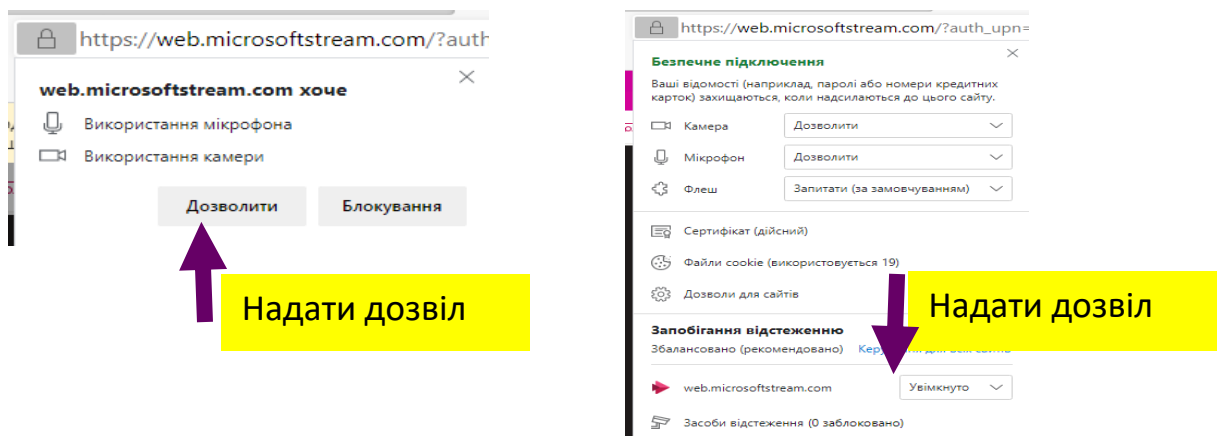 https://web.microsoftstream.com/?auth
web.microsoftstream.com хоче
Використання мікрофона
Використання камери
Дозволити Блокування
Надати дозвіл
https://web.microsoftstream.com/?auth_upn=
Безпечне підключення
Ваші відомості (наприклад, паролі або номери кредитних
карток) захищаються, коли надсилаються до цього сайту.
Камера Дозволити
Мікрофон Дозволити
Флеш Запитати (за замовчуванням)
Сертифікат (дійсний)
Файли cookie (використовується 19)
Дозволи для сайтів
Надати дозвіл
Запобігання відстеженню
Збалансовано (рекомендовано)
web.microsoftstream.com Увімкнуто
Засоби відстеження (0 заблоковано)